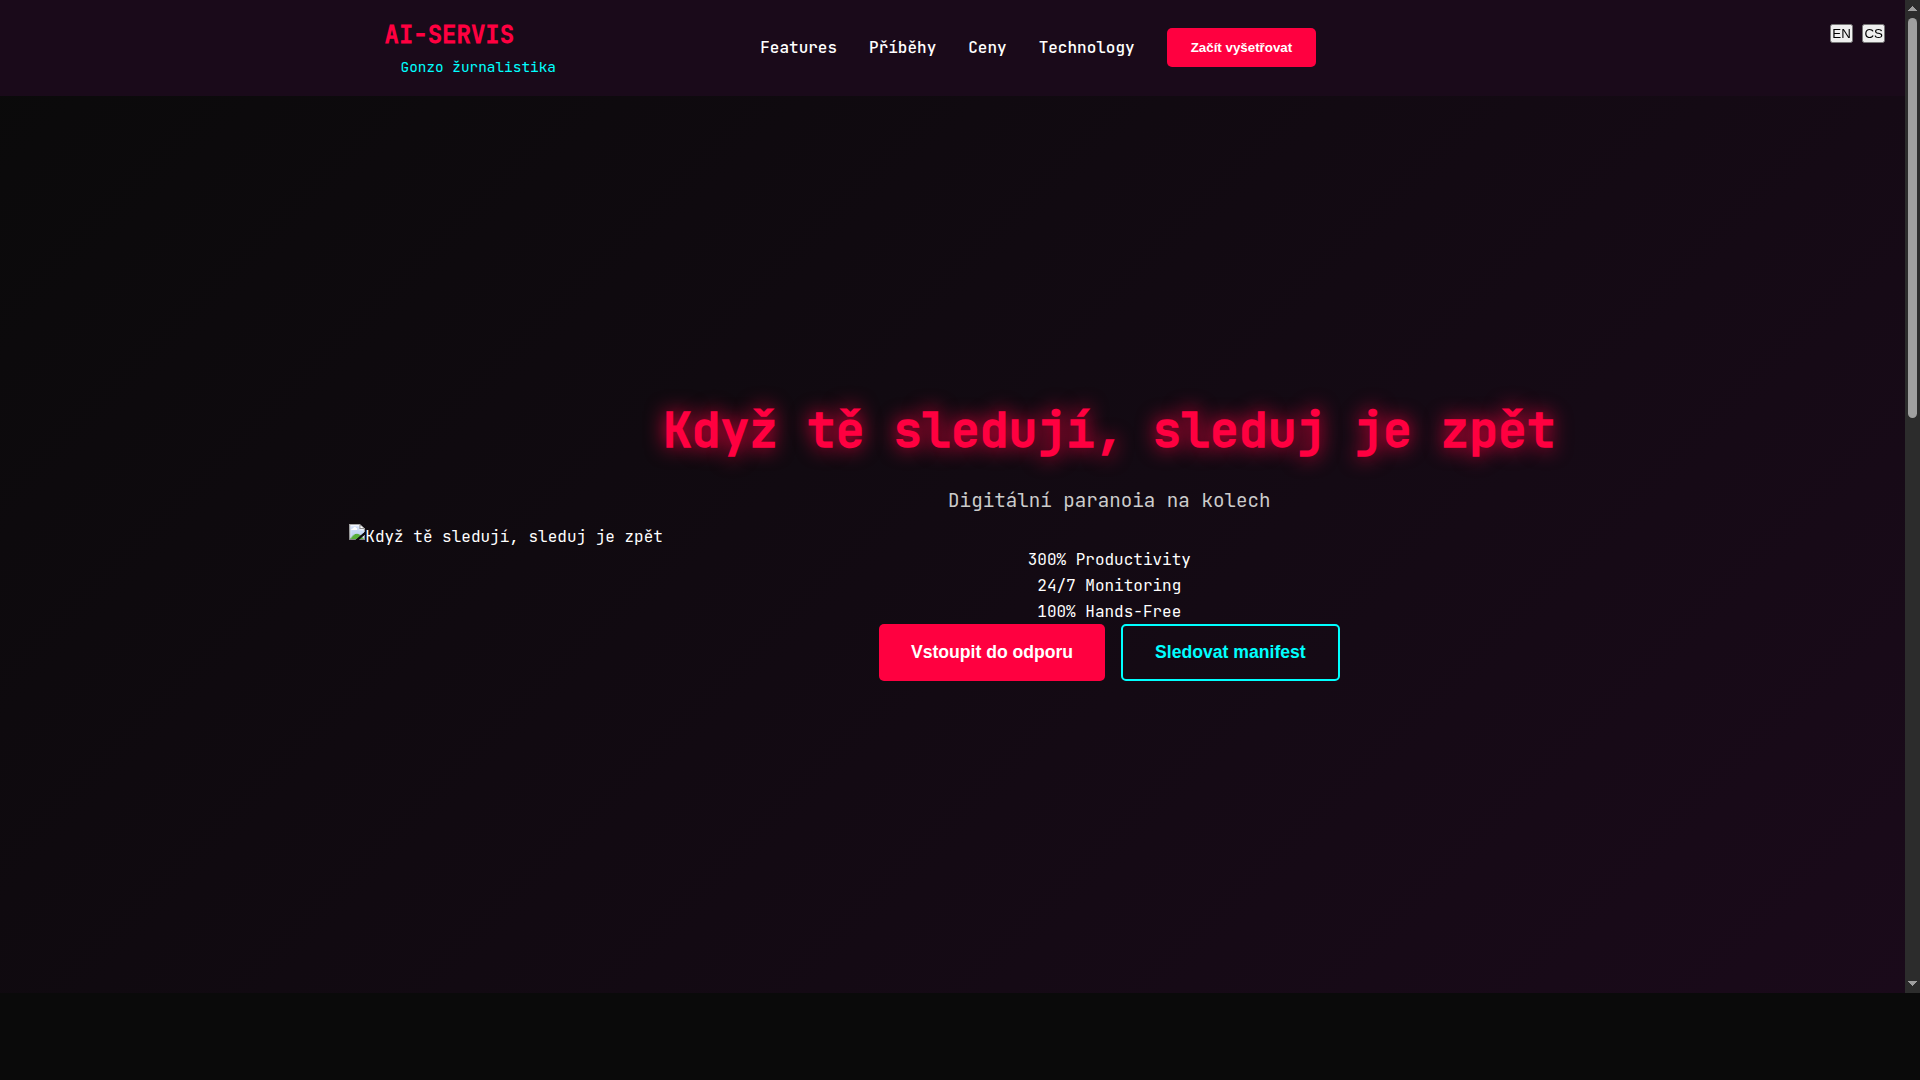 AI-SERVIS
Gonzo žurnalistika
Features
Příběhy
Ceny
Technology
Začít vyšetřovat
EN
CS
Když tě sledují, sleduj je zpět
Digitální paranoia na kolech
Když tě sledují, sleduj je zpět
300% Productivity
24/7 Monitoring
100% Hands-Free
Vstoupit do odporu
Sledovat manifest